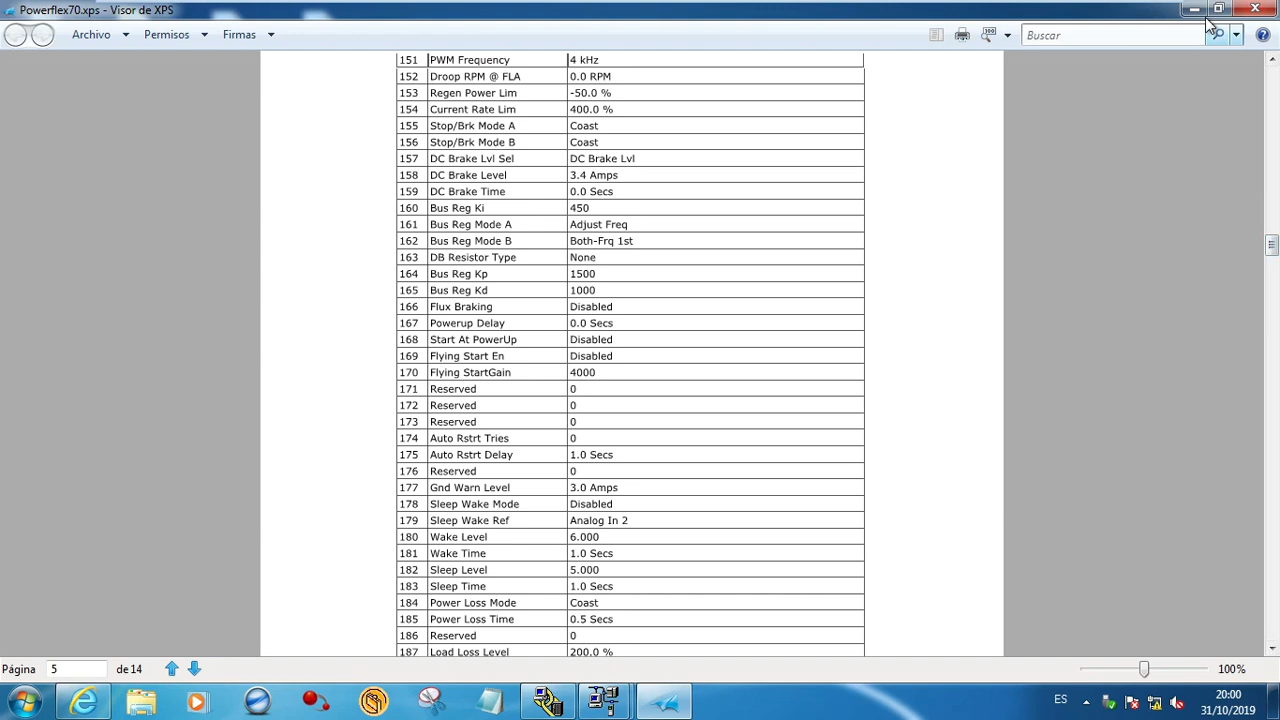 Powerflex70.xps - Visor de XPS
Archivo Permisos Firmas Buscar
151 PWM Frequency 4 kHz
152 Droop RPM @ FLA 0.0 RPM
153 Regen Power Lim -50.0 %
154 Current Rate Lim 400.0 %
155 Stop/Brk Mode A Coast
156 Stop/Brk Mode B Coast
157 DC Brake Lvl Sel DC Brake Lvl
158 DC Brake Level 3.4 Amps
159 DC Brake Time 0.0 Secs
160 Bus Reg Ki 450
161 Bus Reg Mode A Adjust Freq
162 Bus Reg Mode B Both-Frq 1st
163 DB Resistor Type None
164 Bus Reg Kp 1500
165 Bus Reg Kd 1000
166 Flux Braking Disabled
167 Powerup Delay 0.0 Secs
168 Start At PowerUp Disabled
169 Flying Start En Disabled
170 Flying StartGain 4000
171 Reserved 0
172 Reserved 0
173 Reserved 0
174 Auto Rstrt Tries 0
175 Auto Rstrt Delay 1.0 Secs
176 Reserved 0
177 Gnd Warn Level 3.0 Amps
178 Sleep Wake Mode Disabled
179 Sleep Wake Ref Analog In 2
180 Wake Level 6.000
181 Wake Time 1.0 Secs
182 Sleep Level 5.000
183 Sleep Time 1.0 Secs
184 Power Loss Mode Coast
185 Power Loss Time 0.5 Secs
186 Reserved 0
187 Load Loss Level 200.0 %
Página 5 de 14 100%
ES 20:00
31/10/2019